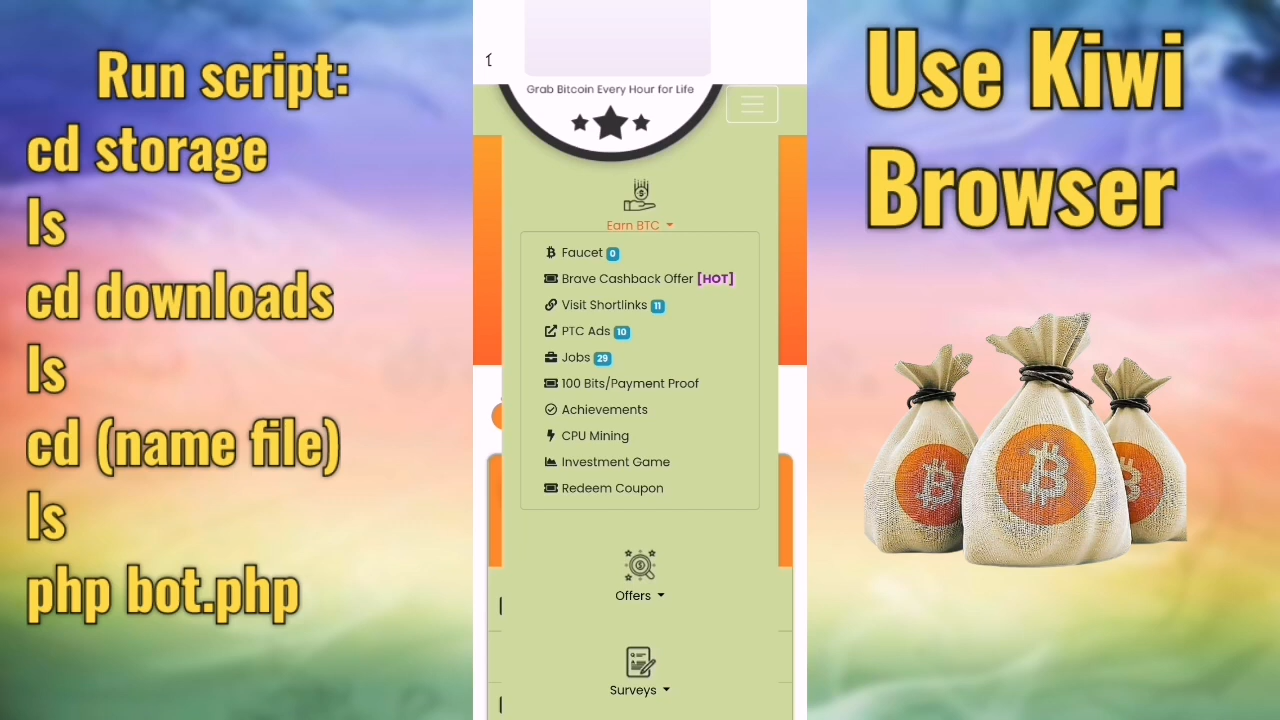 Run script:
cd storage
ls
cd downloads
ls
cd (name file)
ls
php bot.php
Grab Bitcoin Every Hour for Life
Earn BTC
Faucet 0
Brave Cashback Offer [HOT]
Visit Shortlinks 11
PTC Ads 10
Jobs 29
100 Bits/Payment Proof
Achievements
CPU Mining
Investment Game
Redeem Coupon
Offers
Surveys
Use Kiwi
Browser